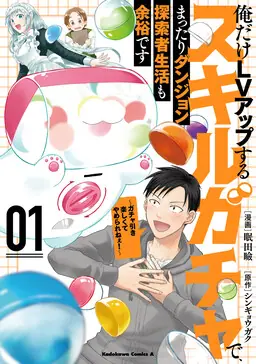 俺だけLVアップする
スキルガチャで、
まったりダンジョン
探索者生活も
余裕です
～ガチャ引き
楽しくて
やめられねぇ！～
［漫画］眠田瞼
［原作］シンギョウガク
01
Kadokawa Comics A